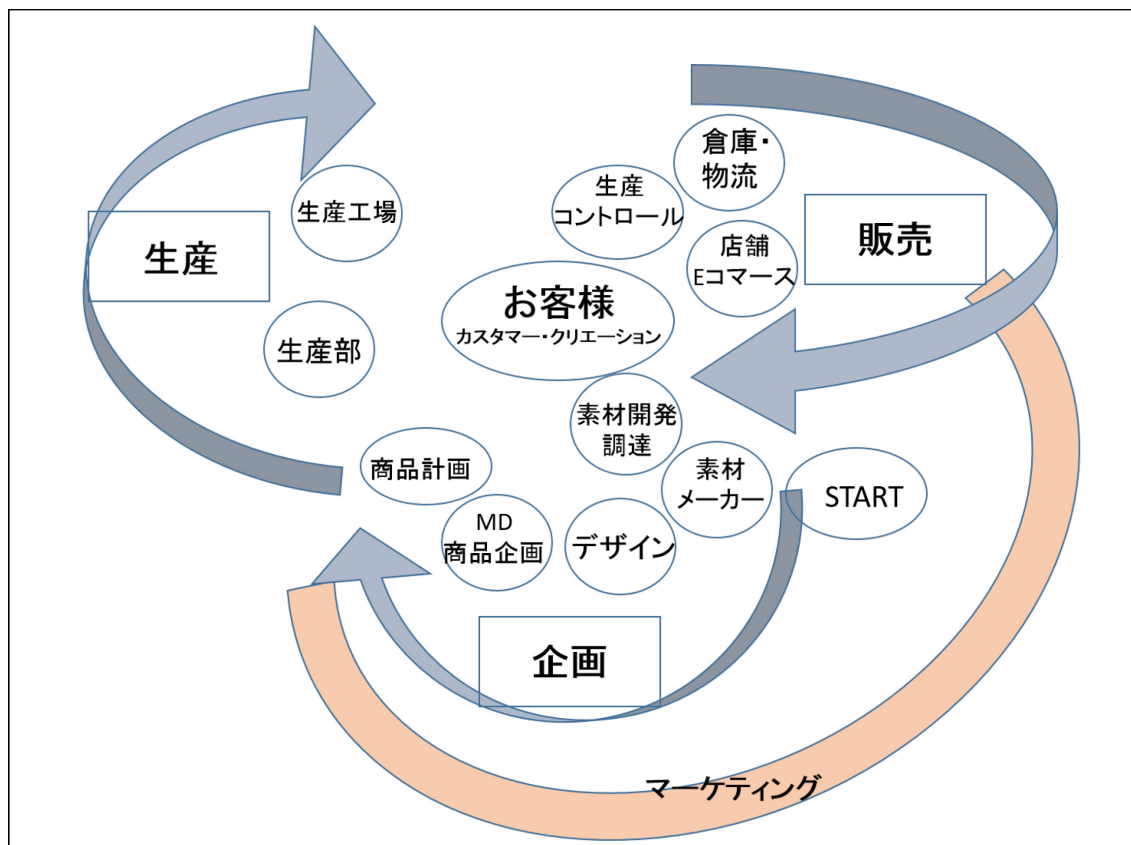 倉庫・
物流
生産
コントロール
生産工場
生産
販売
店舗
Eコマース
お客様
カスタマー・クリエーション
生産部
素材開発
調達
商品計画
素材
メーカー
START
MD
商品企画
デザイン
企画
マーケティング